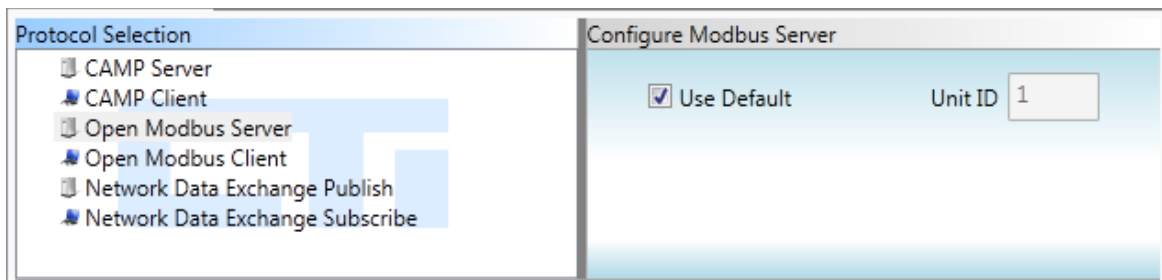 Protocol Selection
CAMP Server
CAMP Client
Open Modbus Server
Open Modbus Client
Network Data Exchange Publish
Network Data Exchange Subscribe
Configure Modbus Server
Use Default Unit ID 1